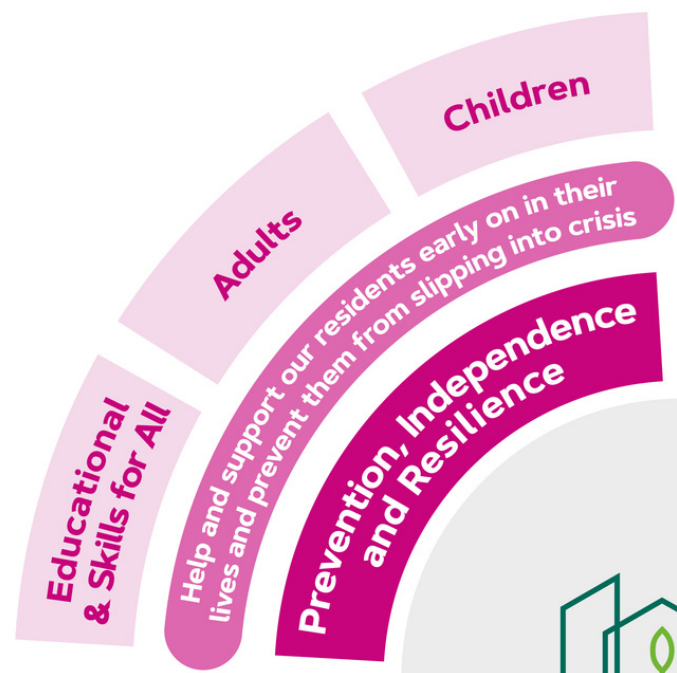 Children
Adults
Educational
& Skills for All
Help and support our residents early on in their
lives and prevent them from slipping into crisis
Prevention, Independence
and Resilience